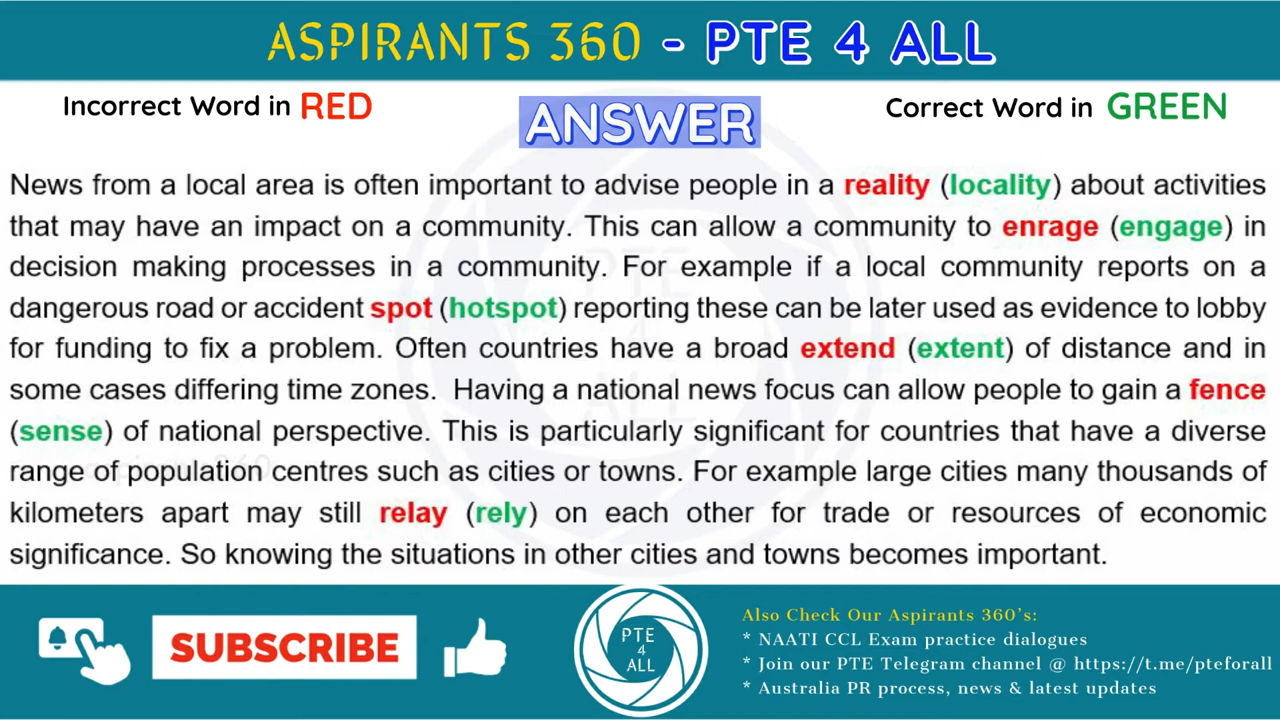 ASPIRANTS 360 - PTE 4 ALL
Incorrect Word in RED
ANSWER
Correct Word in GREEN
News from a local area is often important to advise people in a reality (locality) about activities
that may have an impact on a community. This can allow a community to enrage (engage) in
decision making processes in a community. For example if a local community reports on a
dangerous road or accident spot (hotspot) reporting these can be later used as evidence to lobby
for funding to fix a problem. Often countries have a broad extend (extent) of distance and in
some cases differing time zones. Having a national news focus can allow people to gain a fence
(sense) of national perspective. This is particularly significant for countries that have a diverse
range of population centres such as cities or towns. For example large cities many thousands of
kilometers apart may still relay (rely) on each other for trade or resources of economic
significance. So knowing the situations in other cities and towns becomes important.
SUBSCRIBE
PTE
4
ALL
Also Check Our Aspirants 360's:
* NAATI CCL Exam practice dialogues
* Join our PTE Telegram channel @ https://t.me/pteforall
* Australia PR process, news & latest updates